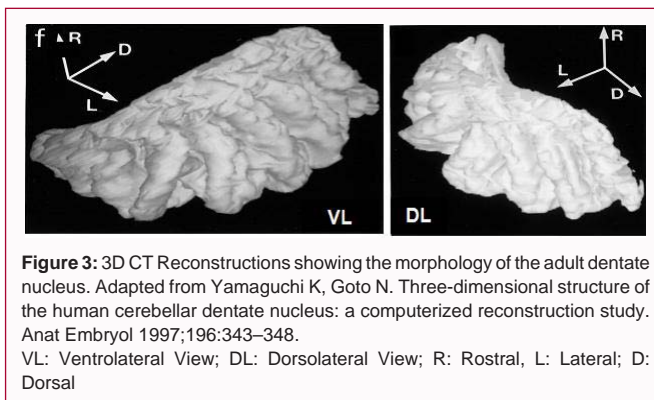 f R
D
L
VL
R
L
D
DL
Figure 3: 3D CT Reconstructions showing the morphology of the adult dentate
nucleus. Adapted from Yamaguchi K, Goto N. Three-dimensional structure of
the human cerebellar dentate nucleus: a computerized reconstruction study.
Anat Embryol 1997;196:343–348.
VL: Ventrolateral View; DL: Dorsolateral View; R: Rostral, L: Lateral; D:
Dorsal